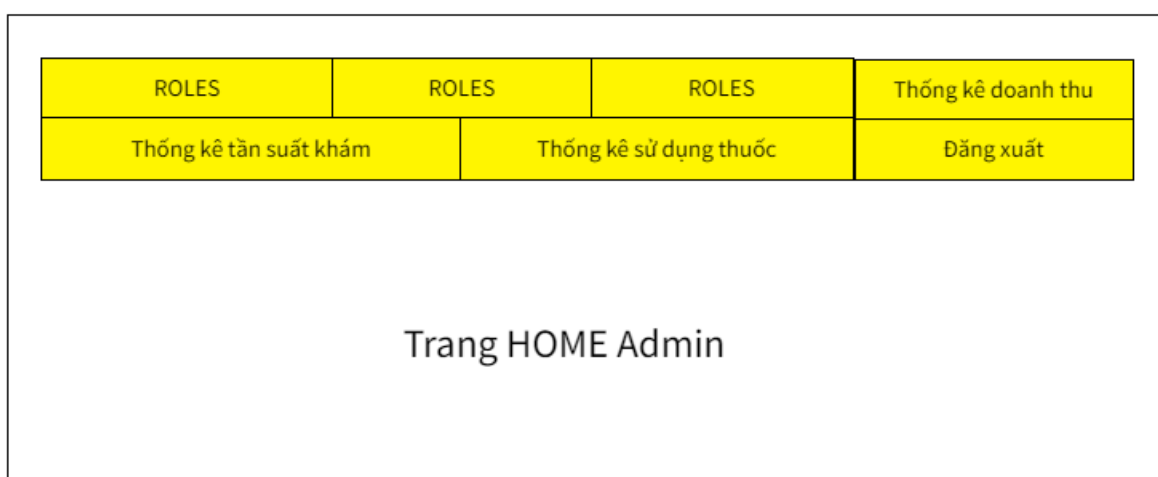 ROLES
ROLES
ROLES
Thống kê doanh thu
Thống kê tần suất khám
Thống kê sử dụng thuốc
Đăng xuất
Trang HOME Admin